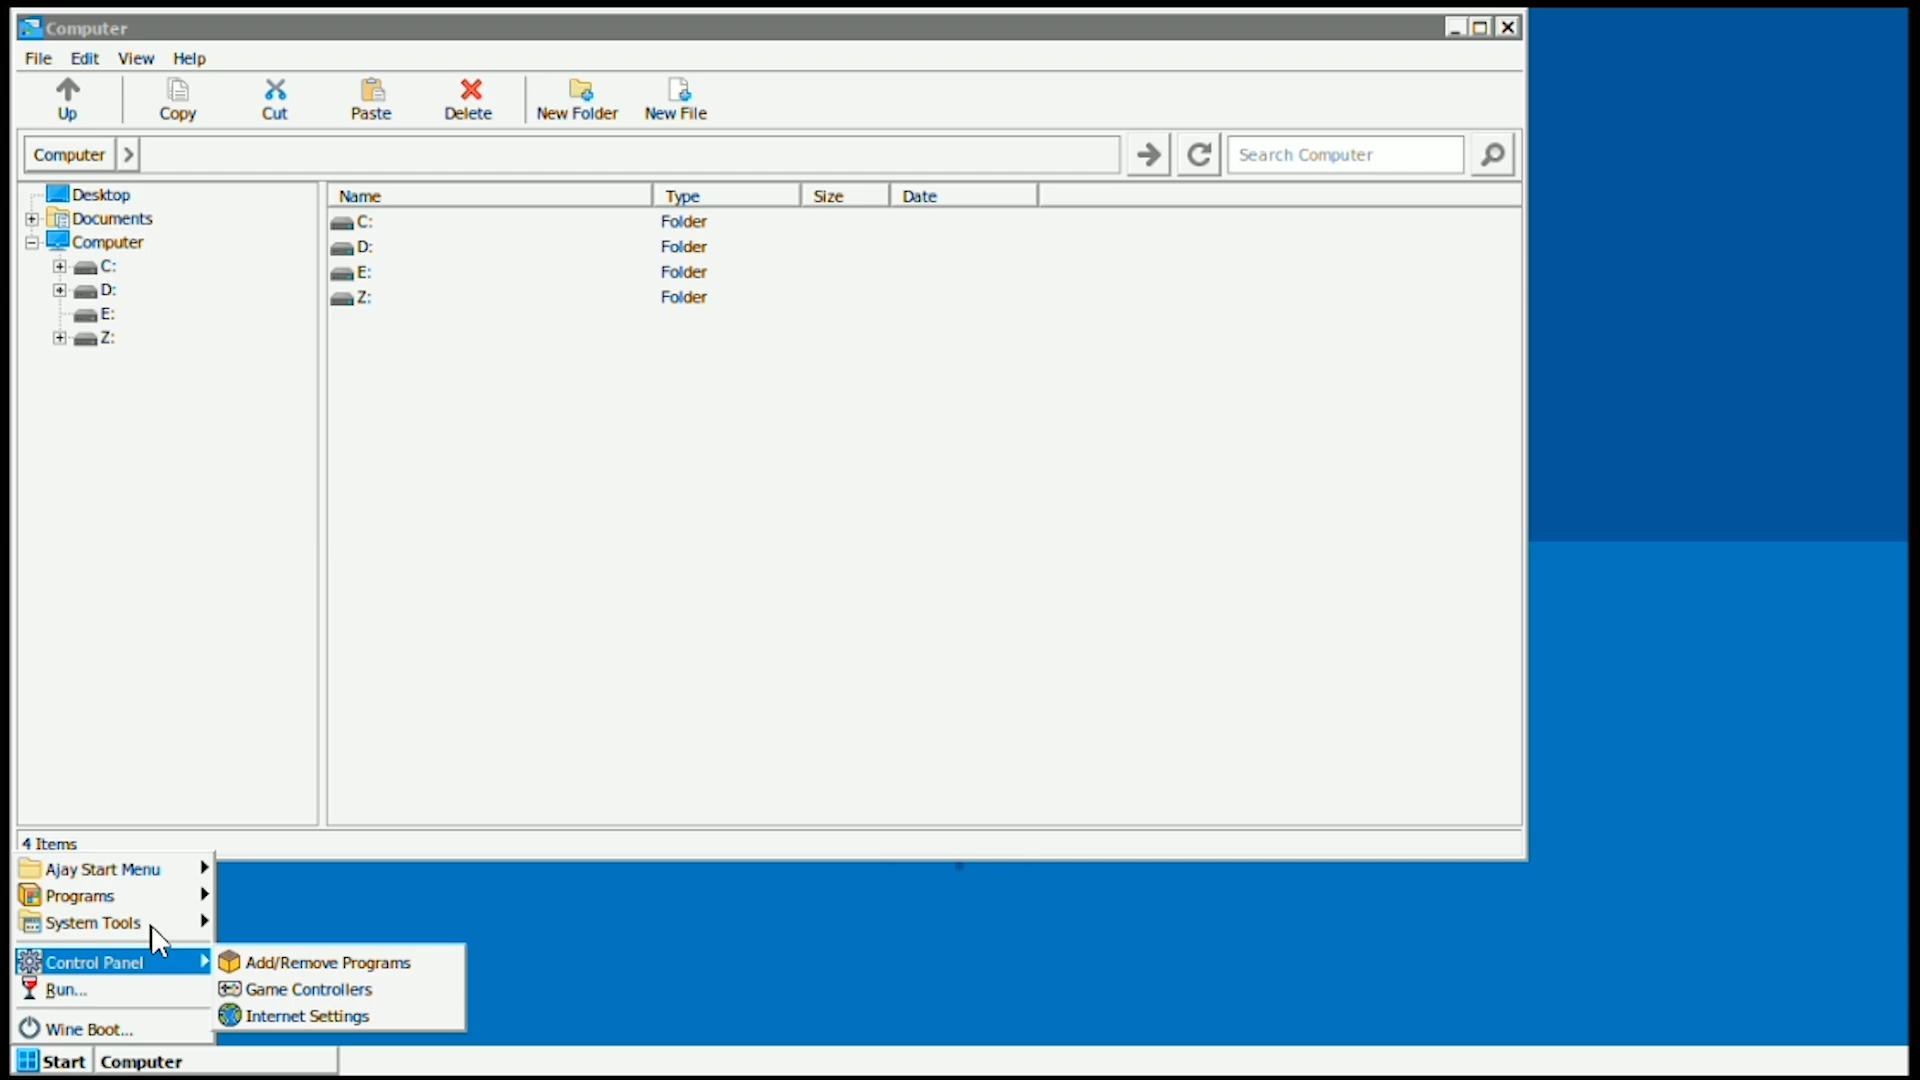 Computer
File Edit View Help
Up Copy Cut Paste Delete New Folder New File
Computer Search Computer
Desktop
Documents
Computer
C:
D:
E:
Z:
Name Type Size Date
C: Folder
D: Folder
E: Folder
Z: Folder
4 Items
Ajay Start Menu
Programs
System Tools
Control Panel
Run...
Wine Boot...
Add/Remove Programs
Game Controllers
Internet Settings
Start Computer